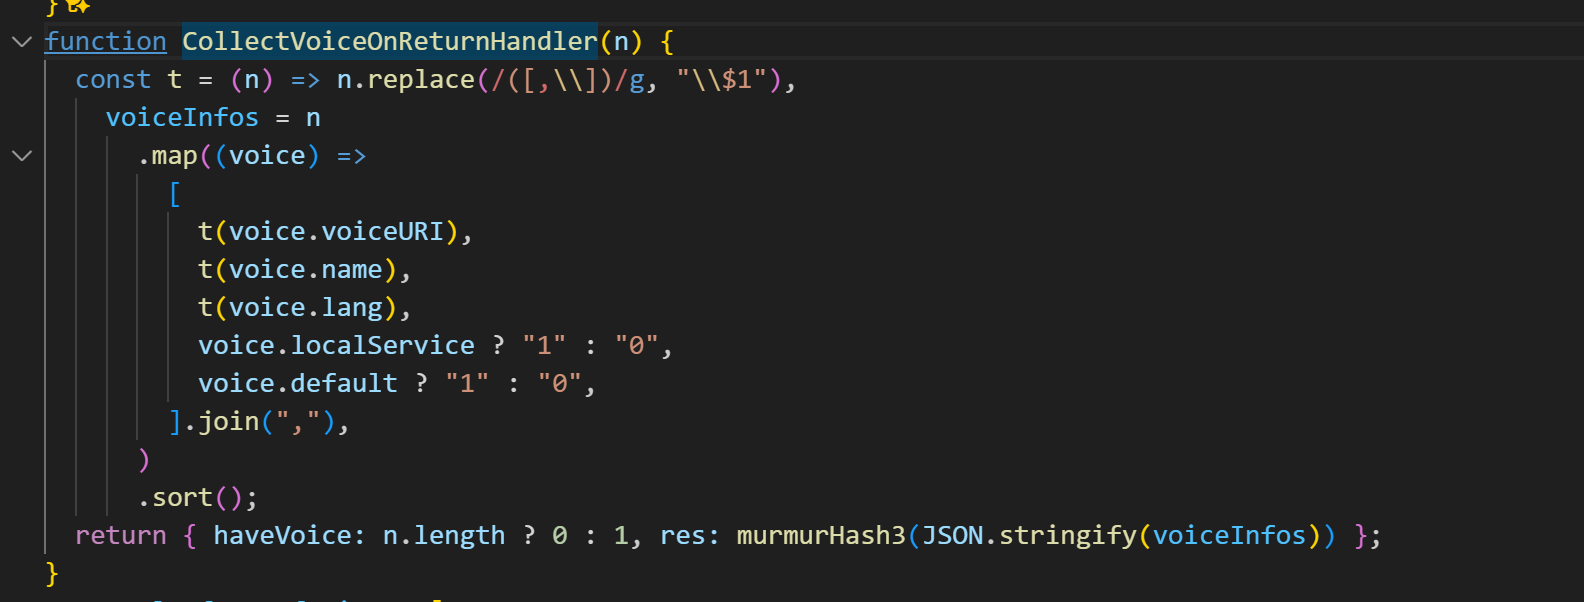 }
function CollectVoiceOnReturnHandler(n) {
  const t = (n) => n.replace(/([,\\])/g, "\\$1"),
    voiceInfos = n
      .map((voice) =>
        [
          t(voice.voiceURI),
          t(voice.name),
          t(voice.lang),
          voice.localService ? "1" : "0",
          voice.default ? "1" : "0",
        ].join(","),
      )
      .sort();
  return { haveVoice: n.length ? 0 : 1, res: murmurHash3(JSON.stringify(voiceInfos)) };
}